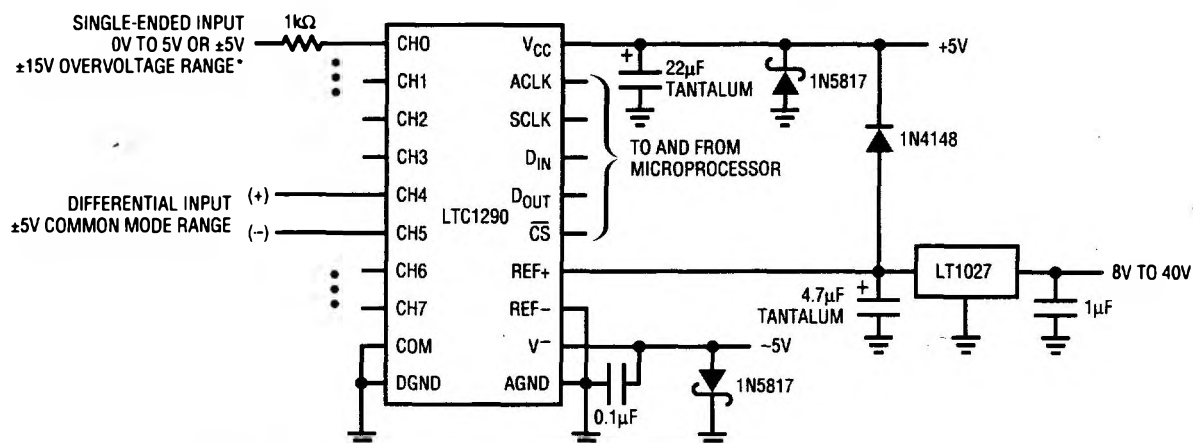 SINGLE-ENDED INPUT
0V TO 5V OR ±5V
±15V OVERVOLTAGE RANGE*
1kΩ
DIFFERENTIAL INPUT
±5V COMMON MODE RANGE
(+)
(−)
CH0
CH1
CH2
CH3
CH4
CH5
CH6
CH7
COM
DGND
LTC1290
VCC
ACLK
SCLK
DIN
DOUT
C̅S̅
REF+
REF−
V−
AGND
+
22µF
TANTALUM
1N5817
+5V
1N4148
TO AND FROM
MICROPROCESSOR
4.7µF
+
TANTALUM
LT1027
8V TO 40V
1µF
~5V
1N5817
0.1µF